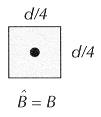 d/4
d/4
B̂ = B